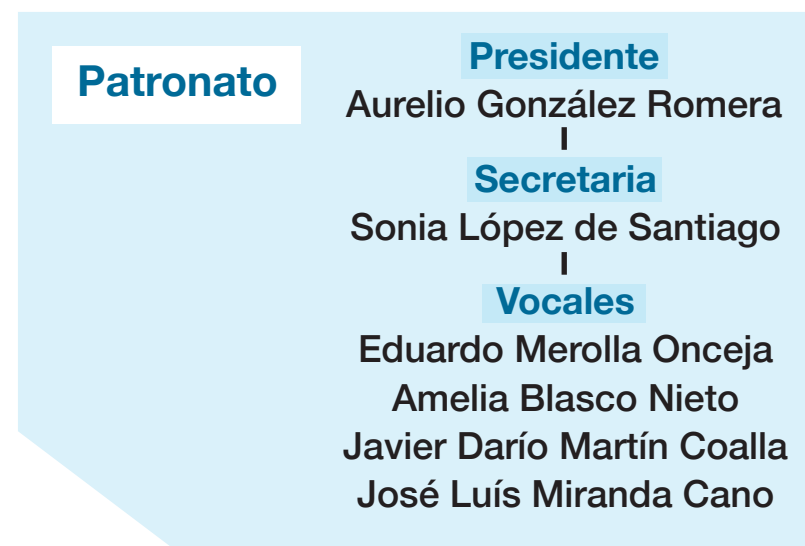 Patronato
Presidente
Aurelio González Romera
Secretaria
Sonia López de Santiago
Vocales
Eduardo Merolla Onceja
Amelia Blasco Nieto
Javier Darío Martín Coalla
José Luís Miranda Cano